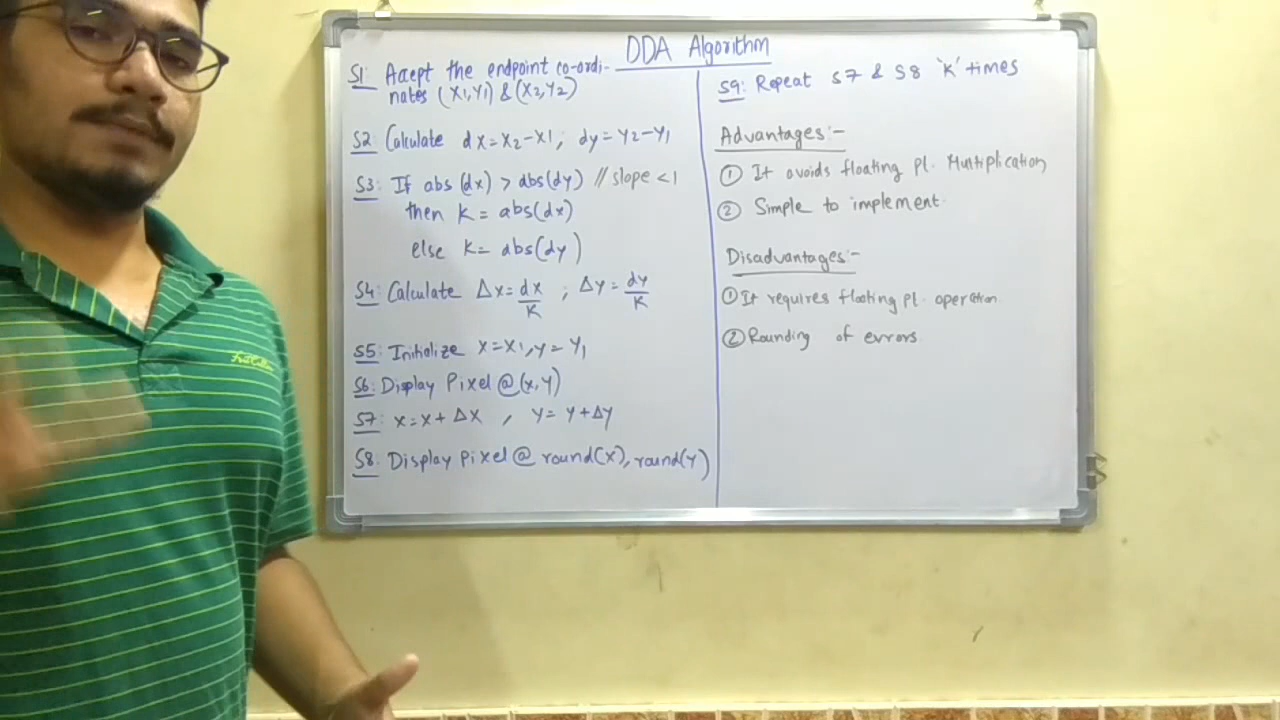 DDA Algorithm
S1: Accept the endpoint co-ordi-
nates (X1,Y1) & (X2,Y2)
S2: Calculate dx=X2-X1; dy=Y2-Y1
S3: If abs(dx) > abs(dy) // slope < 1
then K = abs(dx)
else K= abs(dy)
S4: Calculate Δx=dx/K ; Δy=dy/K
S5: Initialize X=X1, y=Y1
S6: Display Pixel @(x,y)
S7: x=x+Δx , y=y+Δy
S8: Display Pixel @ round(x), round(y)
S9: Repeat S7 & S8 'K' times
Advantages:-
① It avoids floating pt. Multiplication
② Simple to implement.
Disadvantages:-
① It requires floating pt. operation.
② Rounding of errors.